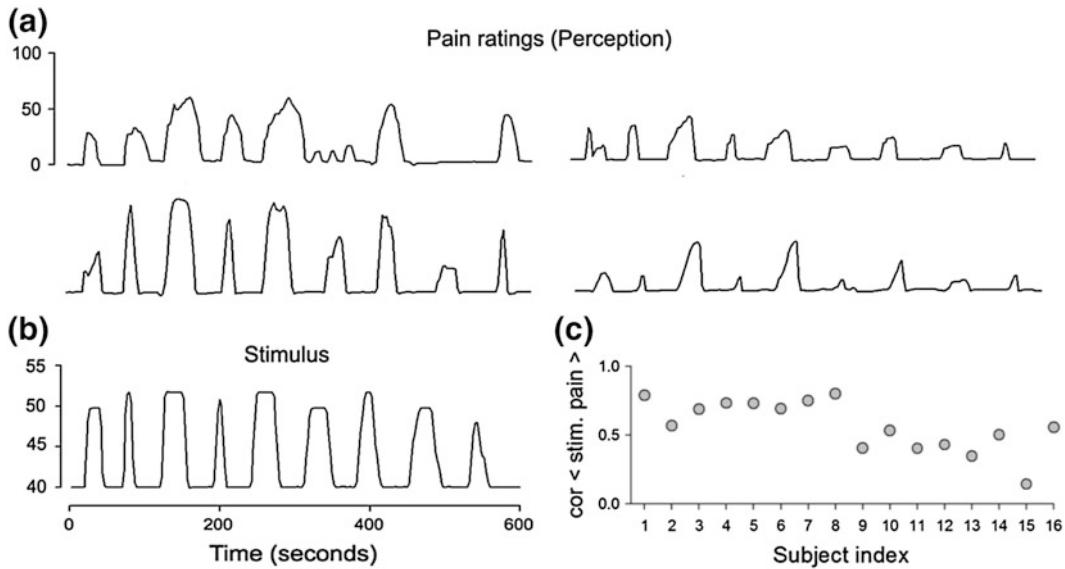 (a)
Pain ratings (Perception)
100
50
0
(b)
Stimulus
55
50
45
40
0 200 400 600
Time (seconds)
(c)
cor < stim. pain >
1.0
0.5
0.0
1 2 3 4 5 6 7 8 9 10 11 12 13 14 15 16
Subject index